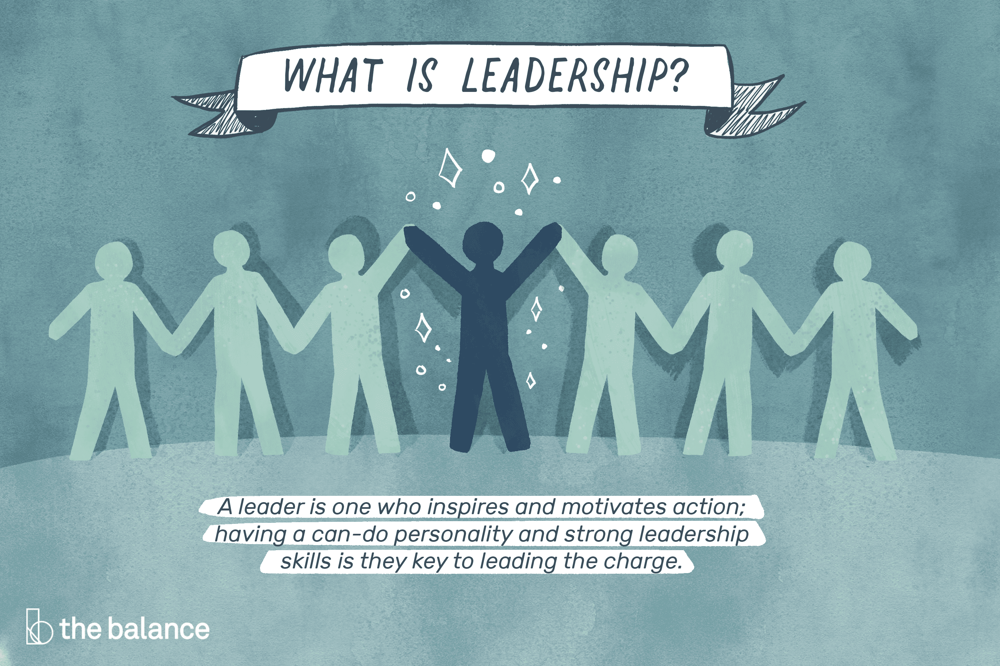 WHAT IS LEADERSHIP?
A leader is one who inspires and motivates action;
having a can-do personality and strong leadership
skills is they key to leading the charge.
the balance